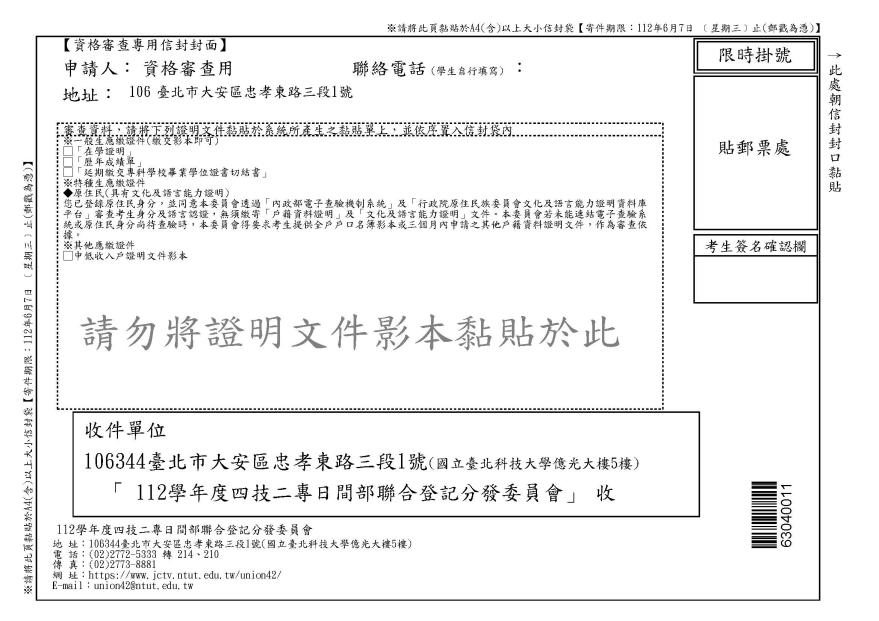 ※請將此頁黏貼於A4(含)以上大小信封袋【寄件期限：112年6月7日 〔星期三〕止(郵戳為憑)】
【資格審查專用信封封面】
申請人：資格審查用 聯絡電話(學生自行填寫)：
地址： 106 臺北市大安區忠孝東路三段1號
限時掛號
貼郵票處
考生簽名確認欄
→此處朝信封封口黏貼
審查資料，請將下列證明文件黏貼於系統所產生之黏貼單上，並依序置入信封袋內
※一般生應繳證件(繳交影本即可)
□「在學證明」
□「歷年成績單」
□「延期繳交專科學校畢業學位證書切結書」
※特種生應繳證件
◆原住民(具有文化及語言能力證明)
您已登錄原住民身分，並同意本委員會透過「內政部電子查驗機制系統」及「行政院原住民族委員會文化及語言能力證明資料庫
平台」審查考生身分及語言認證，無須繳寄「戶籍資料證明」及「文化及語言能力證明」文件。本委員會若未能連結電子查驗系
統或原住民身分尚待查驗時，本委員會得要求考生提供全戶戶口名簿影本或三個月內申請之其他戶籍資料證明文件，作為審查依
據。
※其他應繳證件
□中低收入戶證明文件影本
請勿將證明文件影本黏貼於此
收件單位
106344臺北市大安區忠孝東路三段1號(國立臺北科技大學億光大樓5樓)
「 112學年度四技二專日間部聯合登記分發委員會」 收
63040011
112學年度四技二專日間部聯合登記分發委員會
地 址：106344臺北市大安區忠孝東路三段1號(國立臺北科技大學億光大樓5樓)
電 話：(02)2772-5333 轉 214、210
傳 真：(02)2773-8881
網 址：https://www.jctv.ntut.edu.tw/union42/
E-mail：union42@ntut.edu.tw
※請將此頁黏貼於A4(含)以上大小信封袋【寄件期限：112年6月7日 〔星期三〕止(郵戳為憑)】